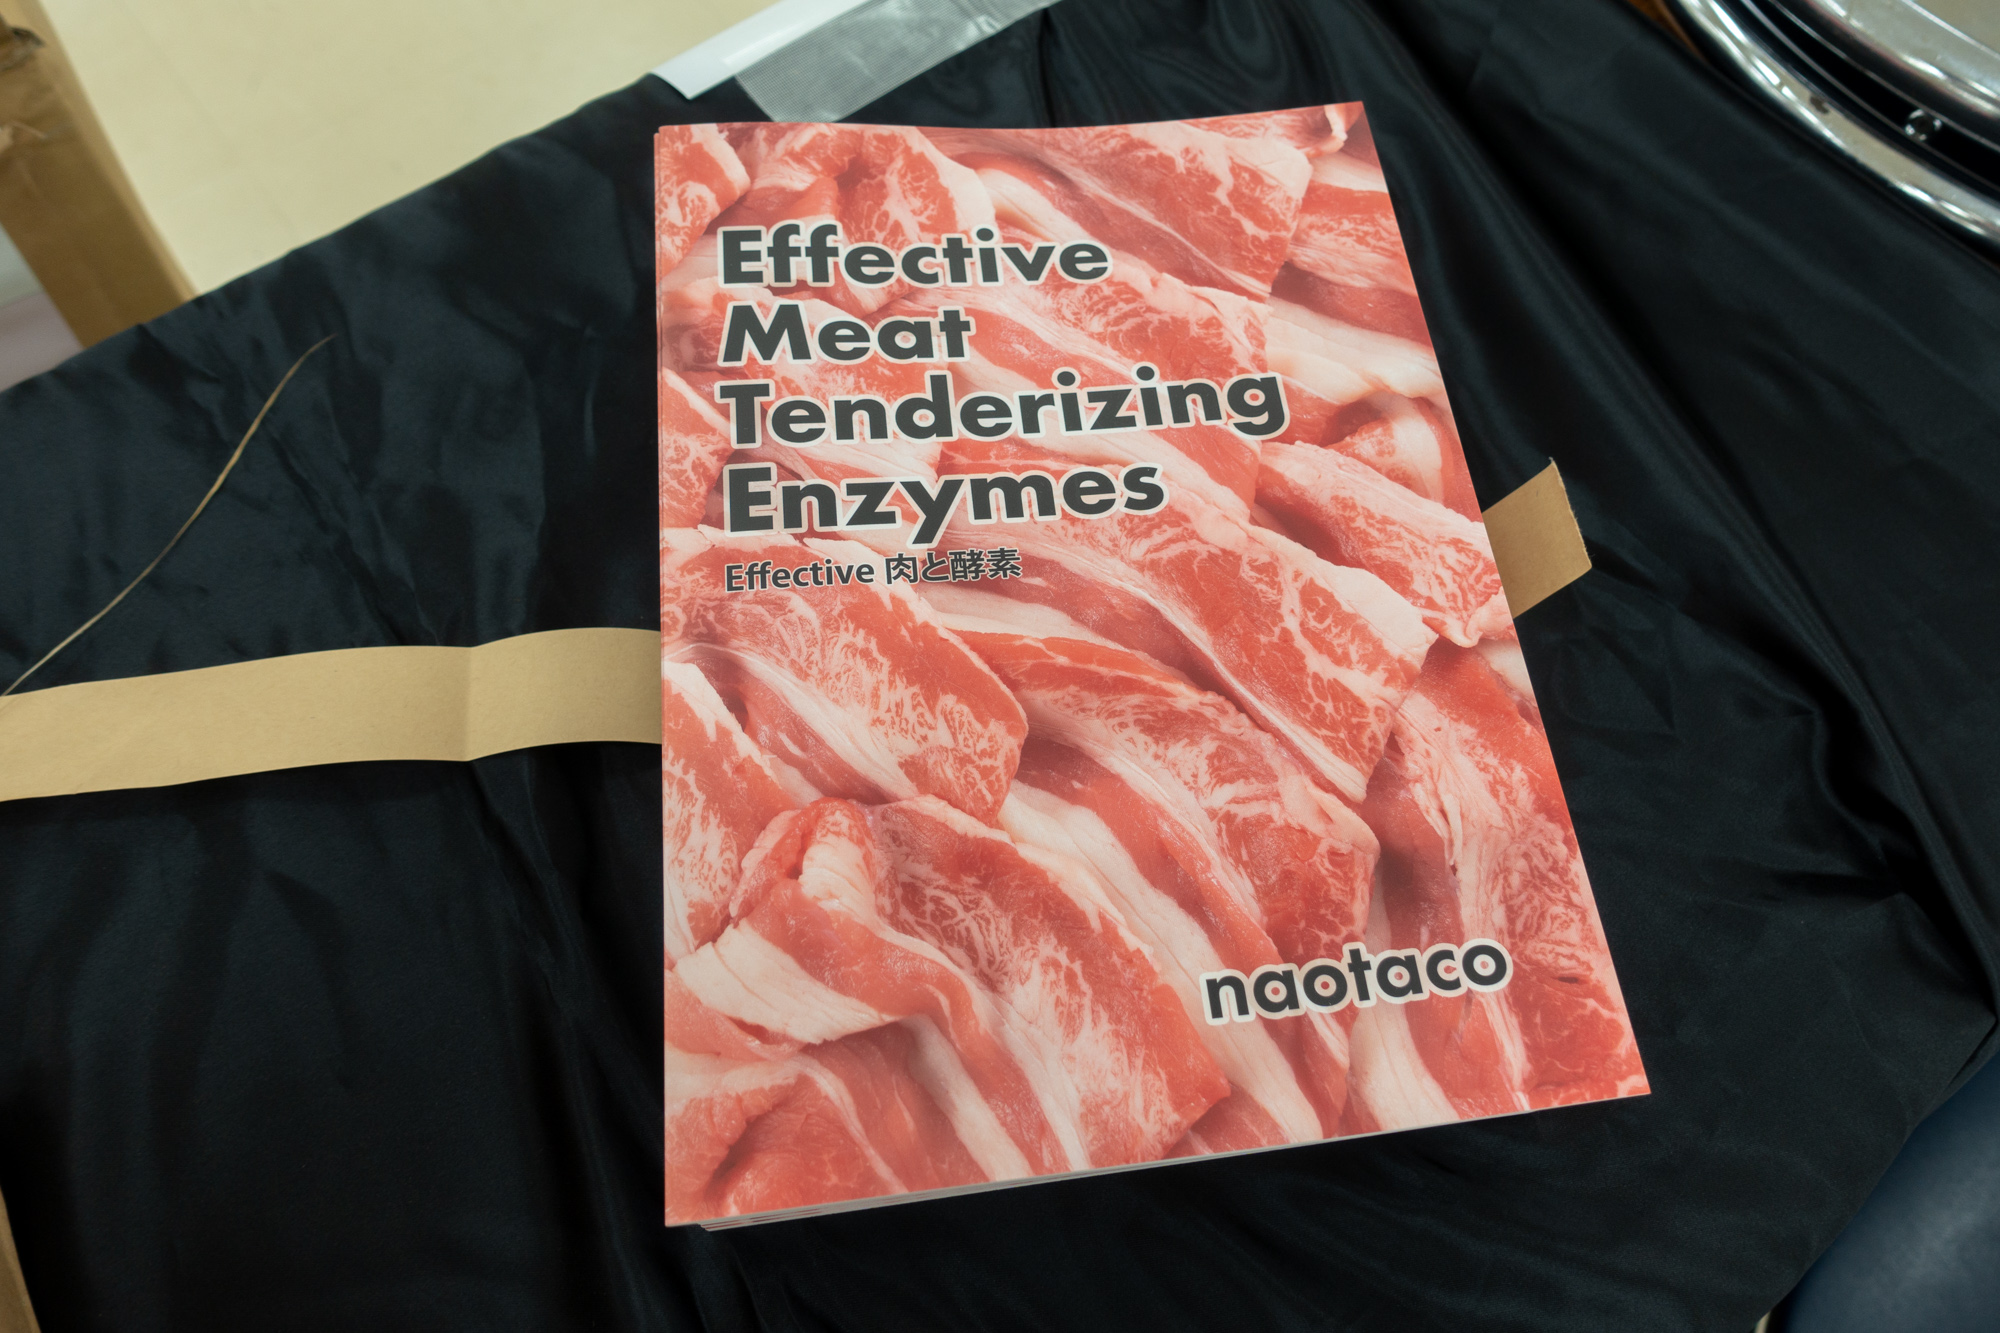 Effective
Meat
Tenderizing
Enzymes
Effective 肉と酵素
naotaco